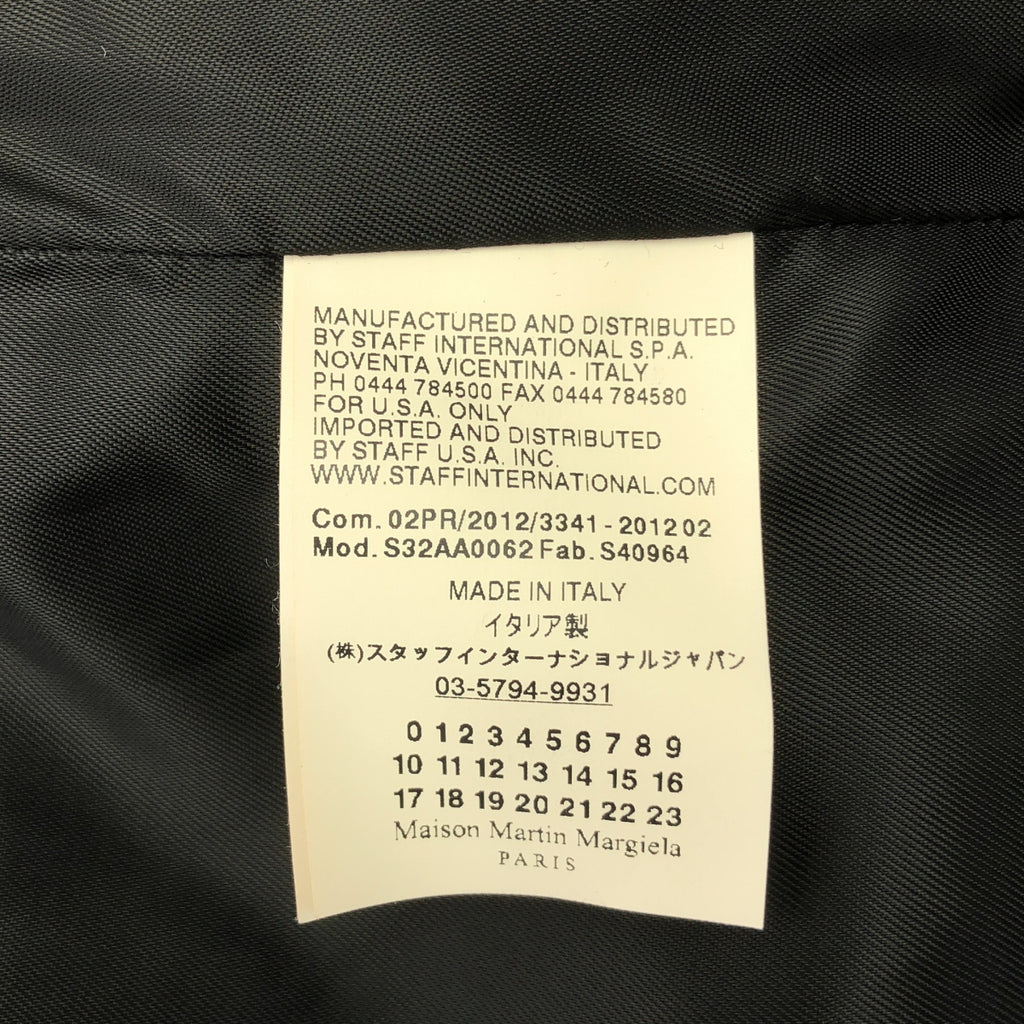 MANUFACTURED AND DISTRIBUTED
BY STAFF INTERNATIONAL S.P.A.
NOVENTA VICENTINA - ITALY
PH 0444 784500 FAX 0444 784580
FOR U.S.A. ONLY
IMPORTED AND DISTRIBUTED
BY STAFF U.S.A. INC.
WWW.STAFFINTERNATIONAL.COM
Com. 02PR/2012/3341 - 2012 02
Mod. S32AA0062 Fab. S40964
MADE IN ITALY
イタリア製
(株)スタッフインターナショナルジャパン
03-5794-9931
0 1 2 3 4 5 6 7 8 9
10 11 12 13 14 15 16
17 18 19 20 21 22 23
Maison Martin Margiela
PARIS